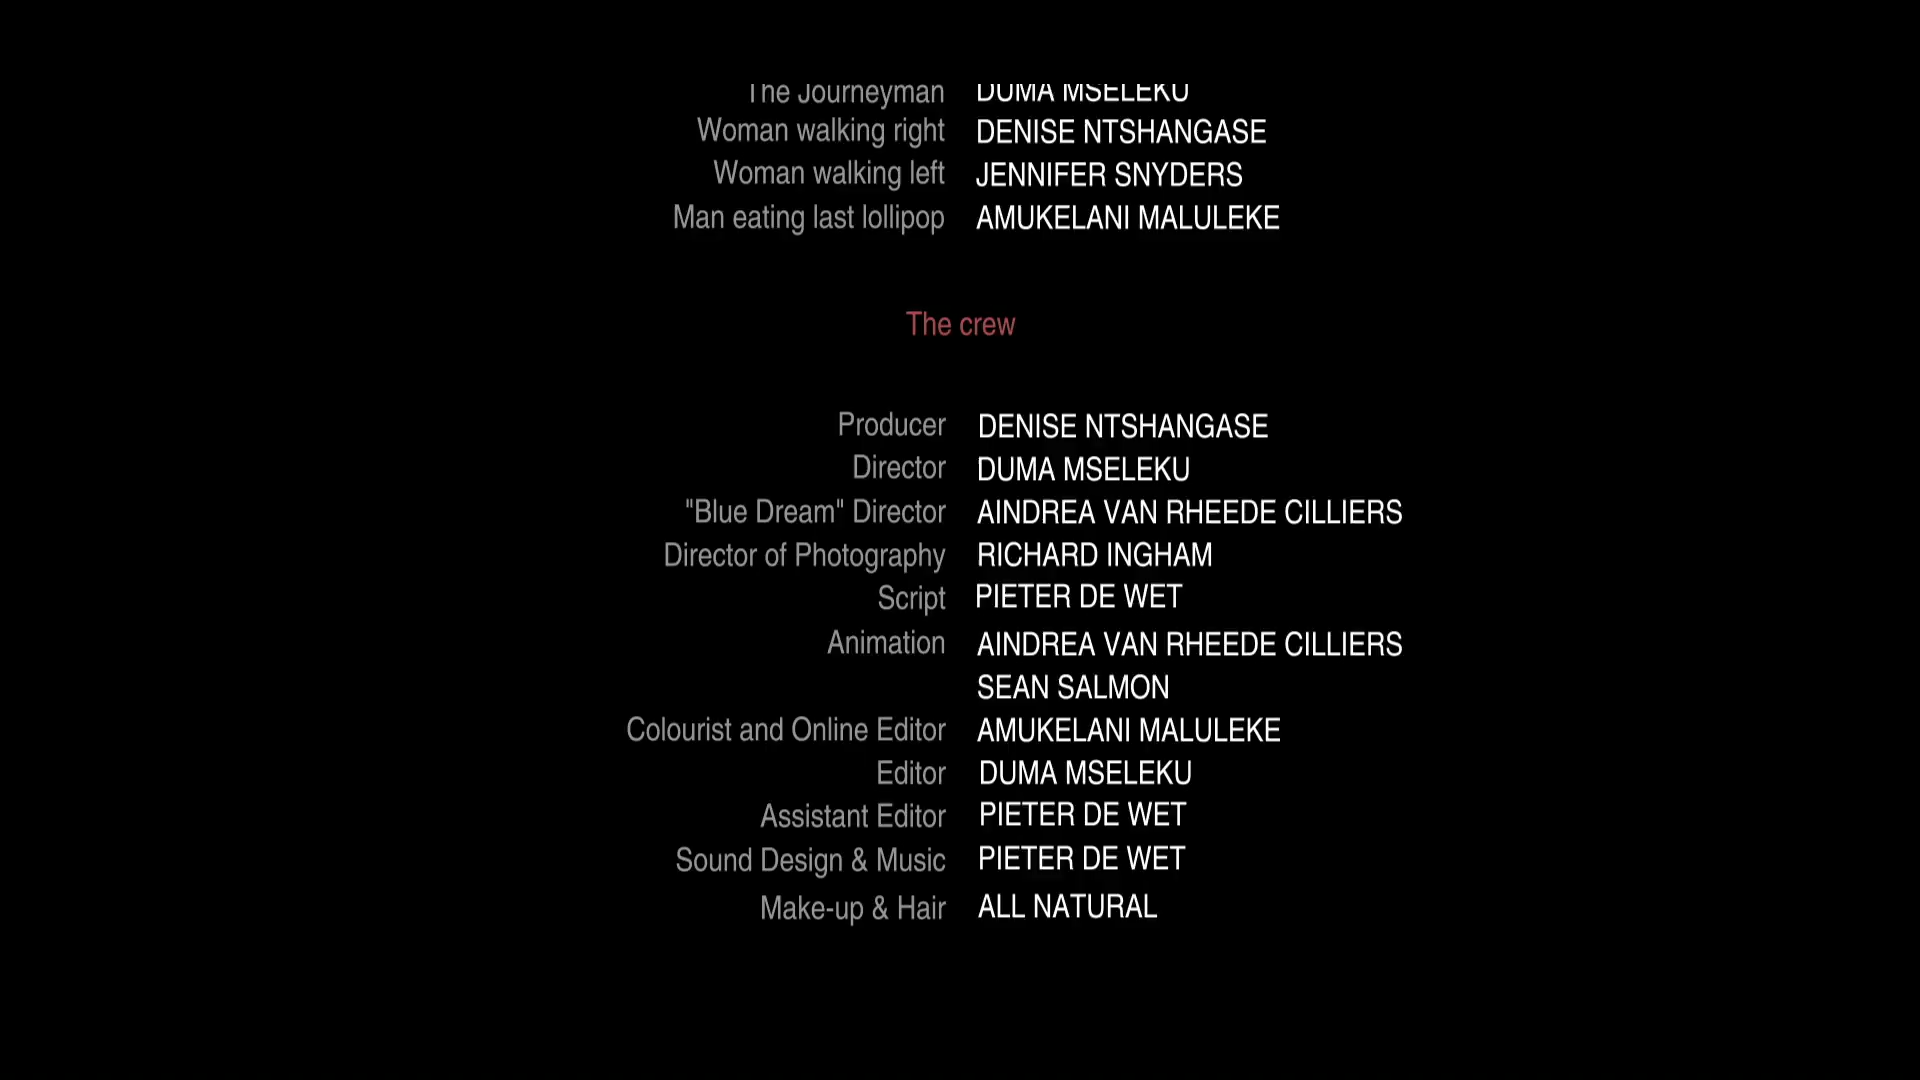 The Journeyman DUMA MSELEKU
Woman walking right DENISE NTSHANGASE
Woman walking left JENNIFER SNYDERS
Man eating last lollipop AMUKELANI MALULEKE
The crew
Producer DENISE NTSHANGASE
Director DUMA MSELEKU
"Blue Dream" Director AINDREA VAN RHEEDE CILLIERS
Director of Photography RICHARD INGHAM
Script PIETER DE WET
Animation AINDREA VAN RHEEDE CILLIERS
SEAN SALMON
Colourist and Online Editor AMUKELANI MALULEKE
Editor DUMA MSELEKU
Assistant Editor PIETER DE WET
Sound Design & Music PIETER DE WET
Make-up & Hair ALL NATURAL